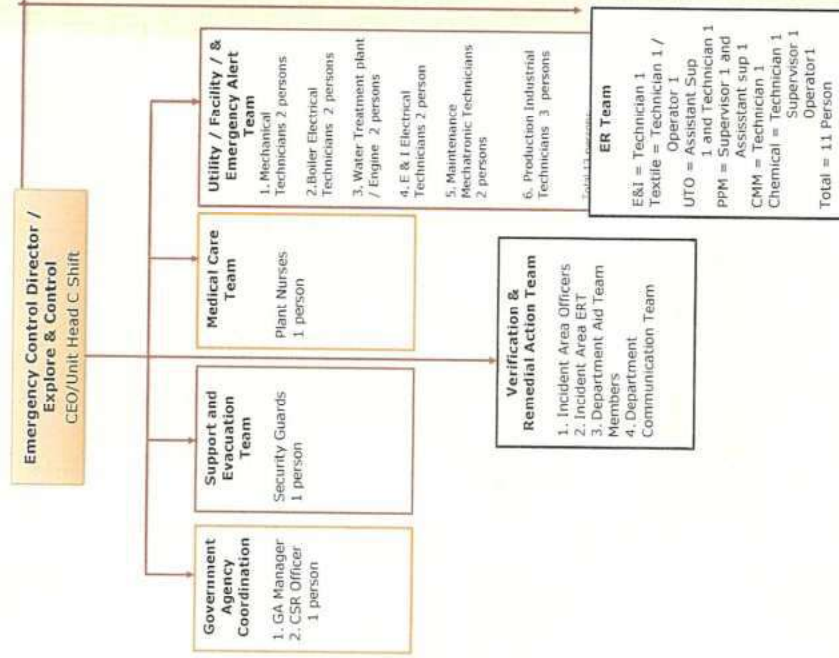 Emergency Control Director /
Explore & Control
CEO/Unit Head C Shift
Government
Agency
Coordination
1. GA Manager
2. CSR Officer
1 person
Support and
Evacuation
Team
Security Guards
1 person
Medical Care
Team
Plant Nurses
1 person
Utility / Facility / &
Emergency Alert
Team
1. Mechanical
Technicians 2 persons
2.Boiler Electrical
Technicians 2 persons
3. Water Treatment plant
/ Engine 2 persons
4. E & I Electrical
Technicians 2 person
5. Maintenance
Mechatronic Technicians
2 persons
6. Production Industrial
Technicians 3 persons
Total 13 persons
Verification &
Remedial Action Team
1. Incident Area Officers
2. Incident Area ERT
3. Department Aid Team
Members
4. Department
Communication Team
ER Team
E&I = Technician 1
Textile = Technician 1 /
Operator 1
UTO = Assistant Sup
1 and Technician 1
PPM = Supervisor 1 and
Assisstant sup 1
CMM = Technician 1
Chemical = Technician 1
Supervisor 1
Operator1
Total = 11 Person